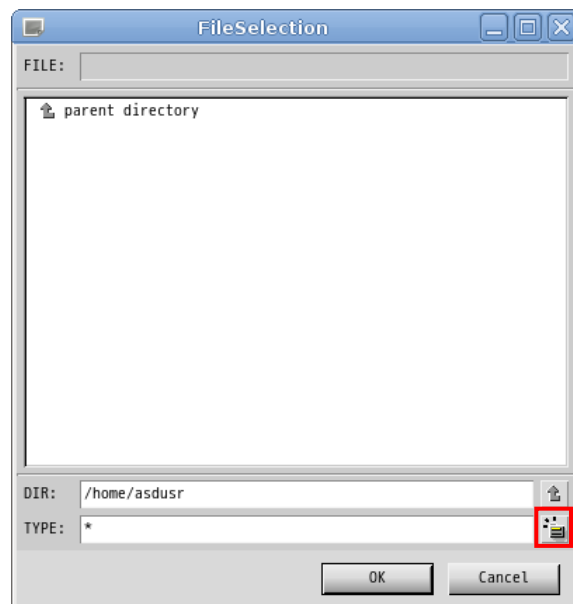 FileSelection
FILE:
parent directory
DIR: /home/asdusr
TYPE: *
OK Cancel